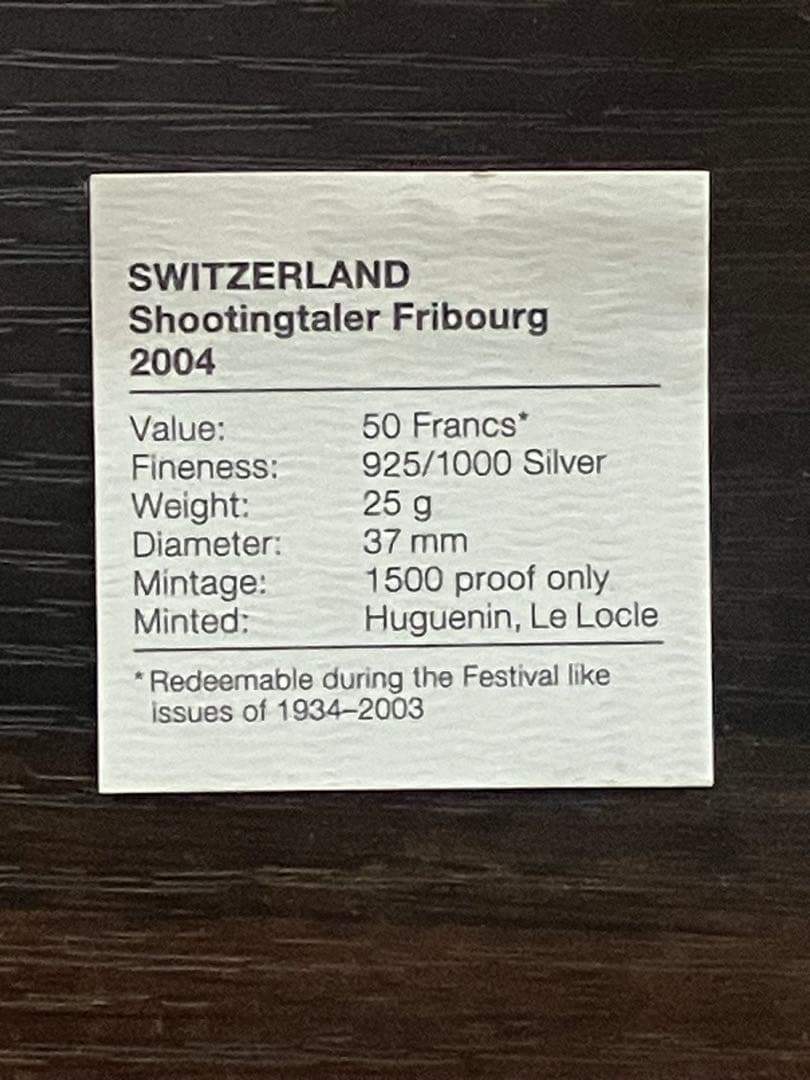 SWITZERLAND
Shootingtaler Fribourg
2004
Value: 50 Francs*
Fineness: 925/1000 Silver
Weight: 25 g
Diameter: 37 mm
Mintage: 1500 proof only
Minted: Huguenin, Le Locle
* Redeemable during the Festival like
issues of 1934–2003